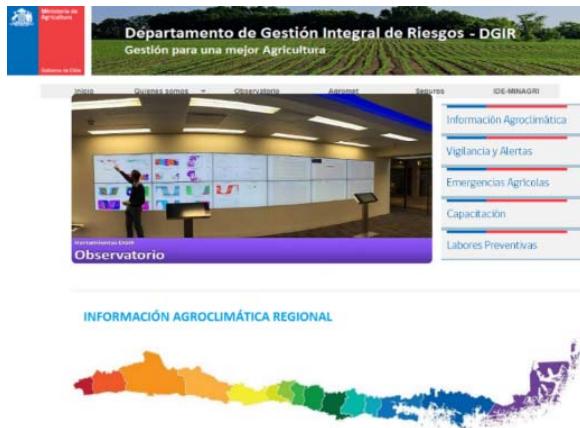 Ministerio de
Agricultura
Gobierno de Chile
Departamento de Gestión Integral de Riesgos - DGIR
Gestión para una mejor Agricultura
Inicio
Quienes somos
Observatorio
Agromet
Seguros
IDE-MINAGRI
Información Agroclimática
Vigilancia y Alertas
Emergencias Agrícolas
Capacitación
Labores Preventivas
Herramientas DGIR
Observatorio
INFORMACIÓN AGROCLIMÁTICA REGIONAL